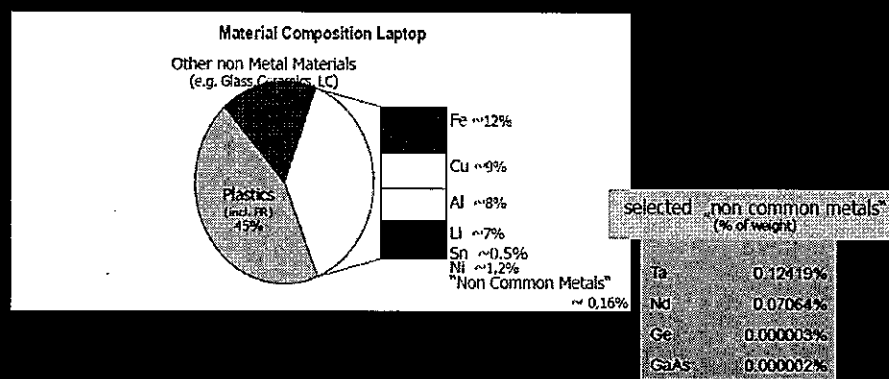 Material Composition Laptop
Other non Metal Materials
(e.g. Glass Ceramics, LC)
Plastics
(incl. FR)
45%
Fe ~12%
Cu ~9%
Al ~8%
Li ~7%
Sn ~0.5%
Ni ~1,2%
"Non Common Metals"
~ 0,16%
selected „non common metals"
(% of weight)
Ta 0.12419%
Nd 0.07064%
Ge 0.000003%
GaAs 0.000002%